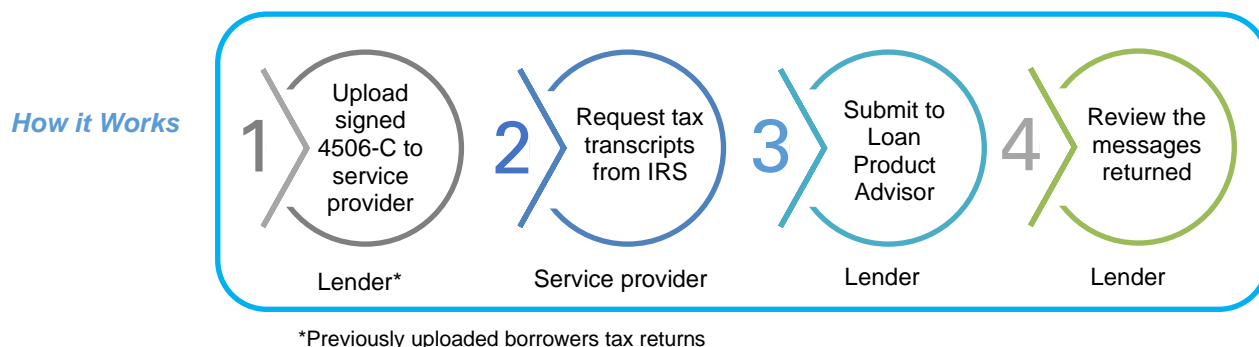 How it Works
1
Upload
signed
4506-C to
service
provider
Lender*
2
Request tax
transcripts
from IRS
Service provider
3
Submit to
Loan
Product
Advisor
Lender
4
Review the
messages
returned
Lender
*Previously uploaded borrowers tax returns